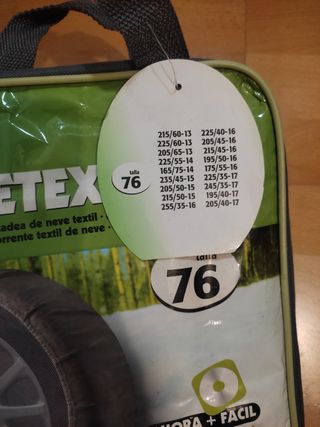 215/60-13 225/40-16
225/60-13 205/45-16
205/65-13 215/45-16
225/55-14 195/50-16
165/75-14 175/55-16
235/45-15 225/35-17
205/50-15 245/35-17
215/50-15 195/40-17
255/35-16 205/40-17
talla
76
ETEX
cadea de neve textil ·
corrente textil de neve ·
talla
76
+ FÁCIL